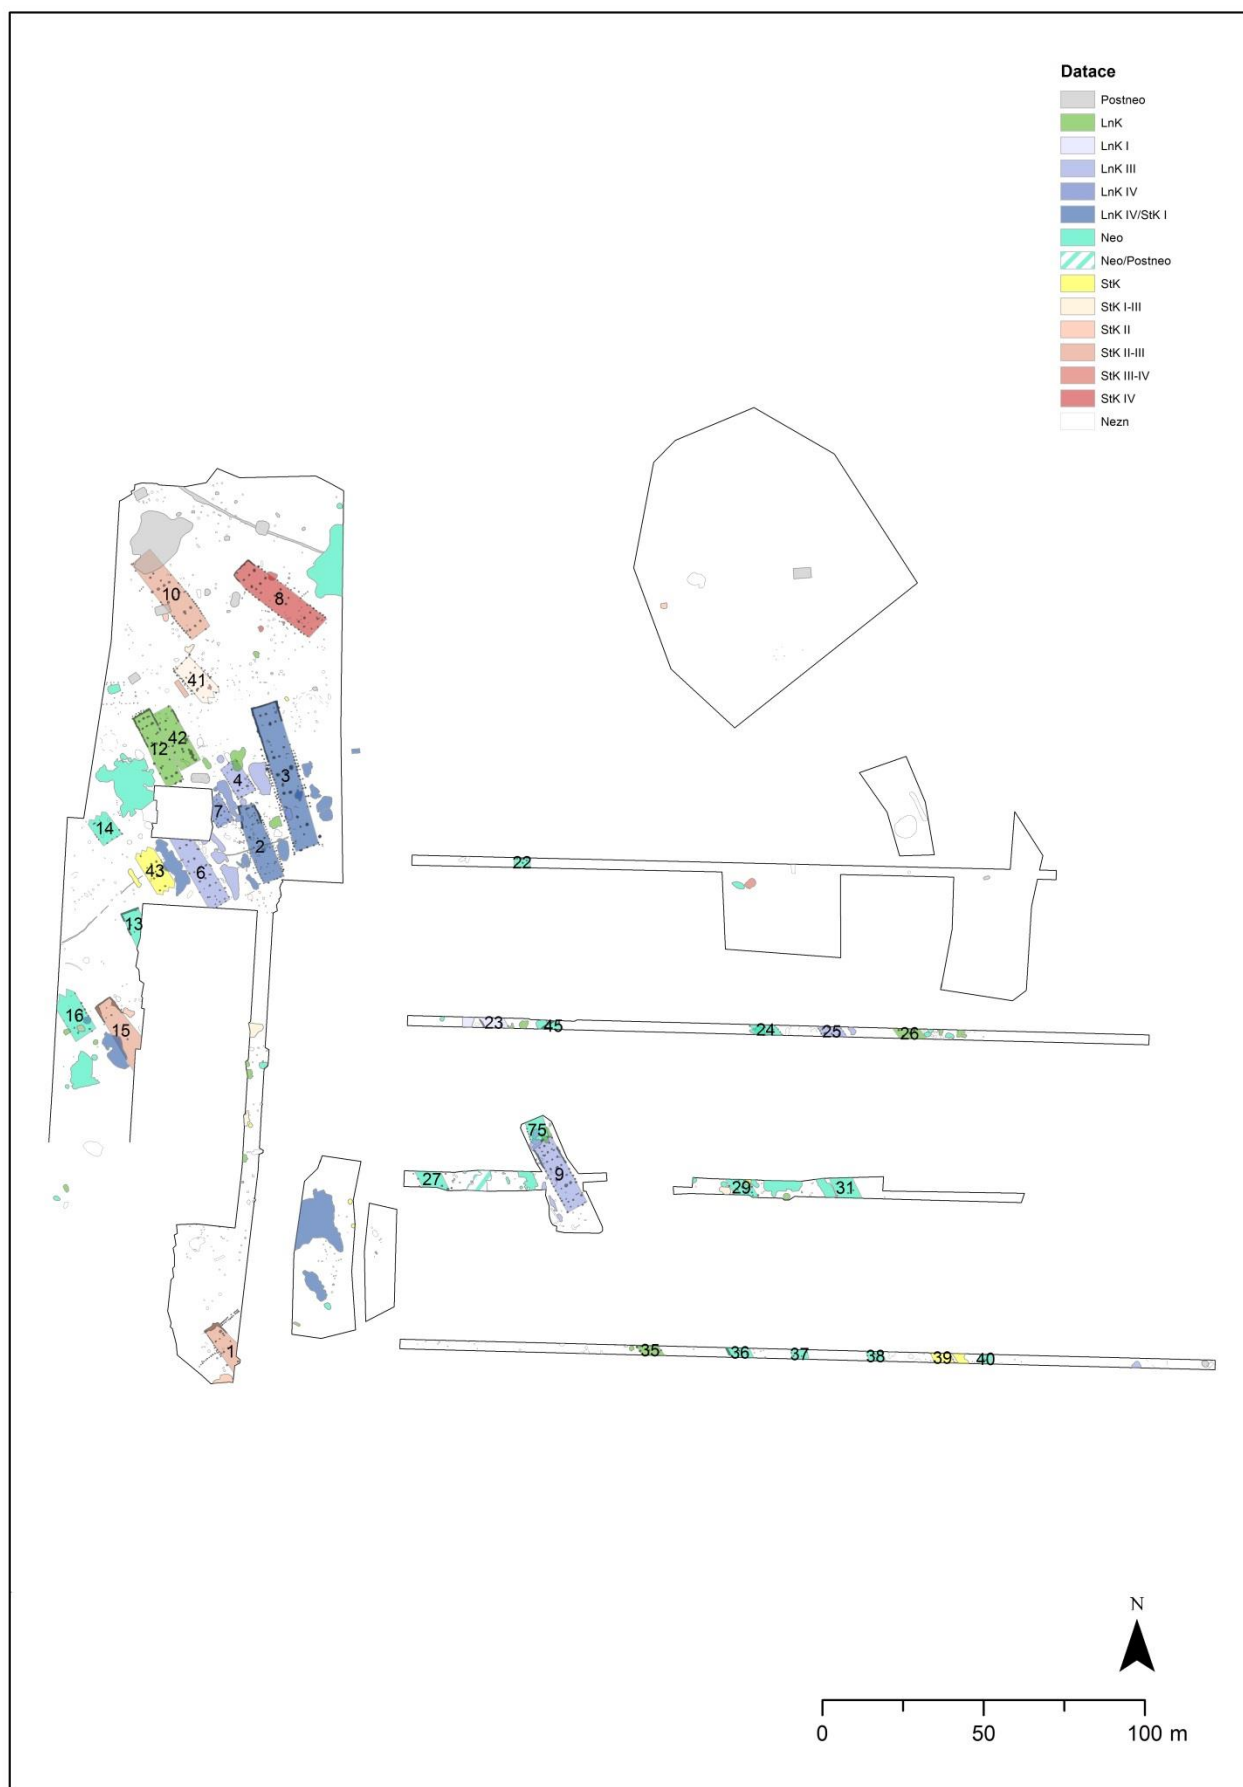 Datace
Postneo
LnK
LnK I
LnK III
LnK IV
LnK IV/StK I
Neo
Neo/Postneo
StK
StK I-III
StK II
StK II-III
StK III-IV
StK IV
Nezn
10
8
41
42
12
3
4
7
14
2
43
6
22
13
16
15
23
45
24
25
26
75
9
27
29
31
1
35
36
37
38
39
40
N
0 50 100 m